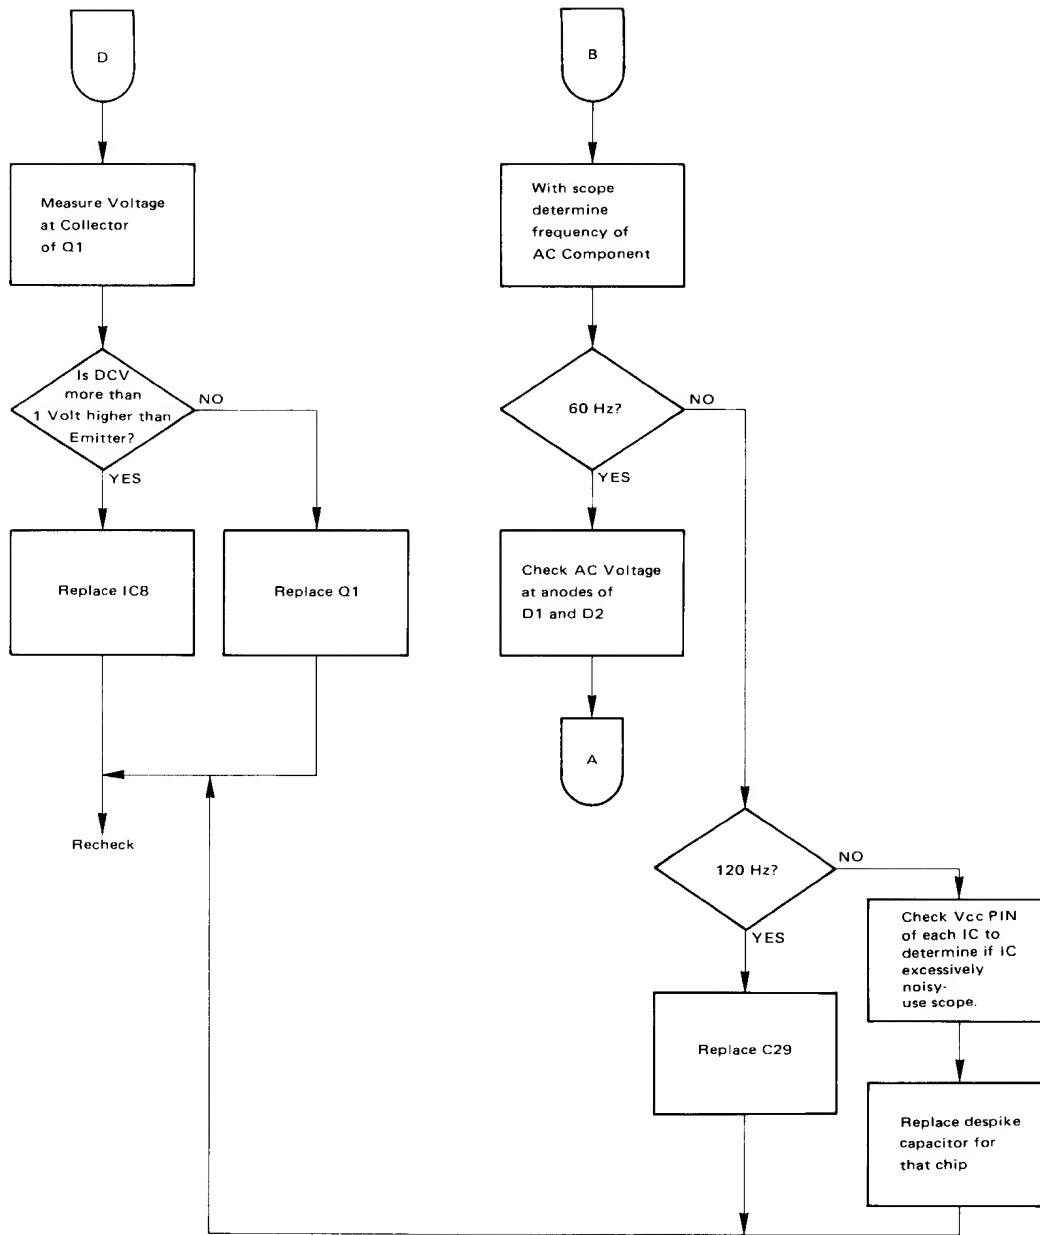 D
Measure Voltage
at Collector
of Q1
Is DCV
more than
1 Volt higher than
Emitter?
NO
YES
Replace IC8
Replace Q1
Recheck
B
With scope
determine
frequency of
AC Component
60 Hz?
NO
YES
Check AC Voltage
at anodes of
D1 and D2
A
120 Hz?
NO
YES
Replace C29
Check Vcc PIN
of each IC to
determine if IC
excessively
noisy-
use scope.
Replace despike
capacitor for
that chip